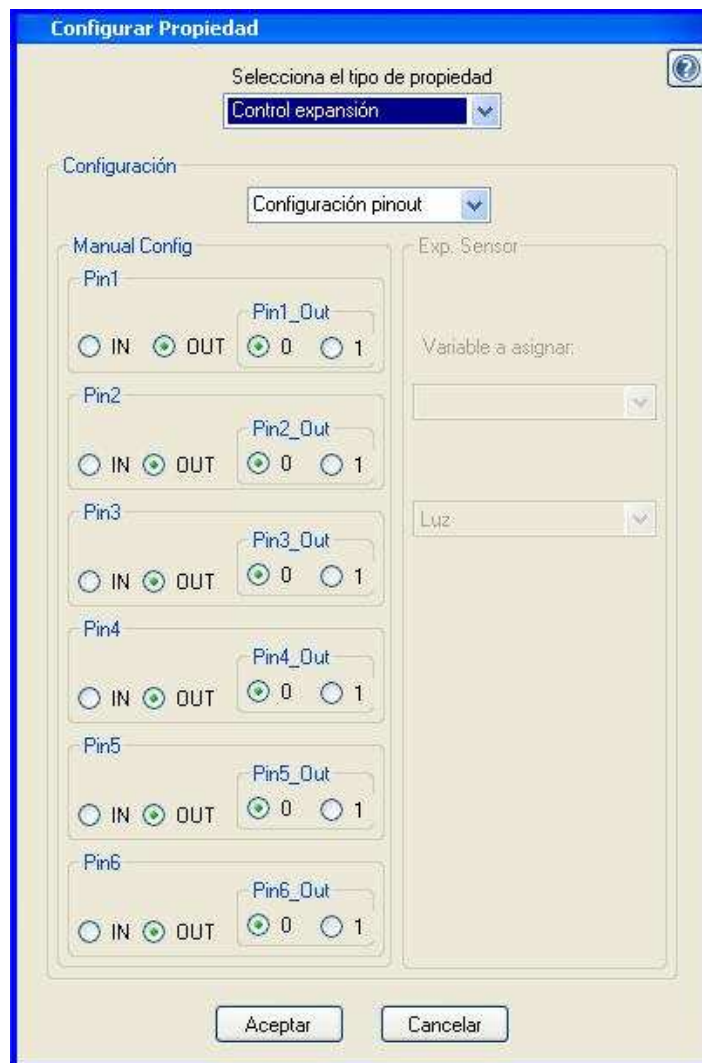 Configurar Propiedad
Selecciona el tipo de propiedad
Control expansión
Configuración
Configuración pinout
Manual Config
Exp. Sensor
Pin1
Pin1_Out
IN OUT 0 1
Variable a asignar:
Pin2
Pin2_Out
IN OUT 0 1
Luz
Pin3
Pin3_Out
IN OUT 0 1
Pin4
Pin4_Out
IN OUT 0 1
Pin5
Pin5_Out
IN OUT 0 1
Pin6
Pin6_Out
IN OUT 0 1
Aceptar
Cancelar